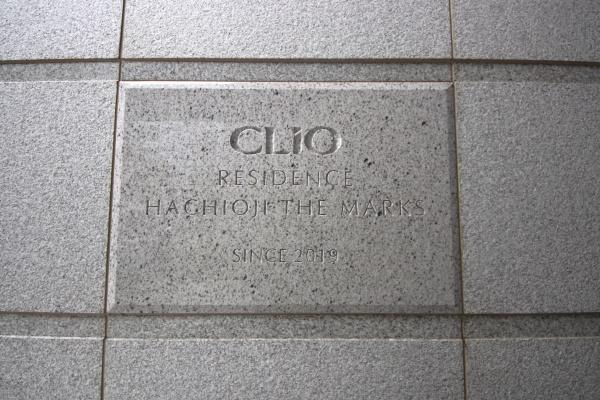 CLiO
RESIDENCE
HACHIOJI THE MARKS
SINCE 2019